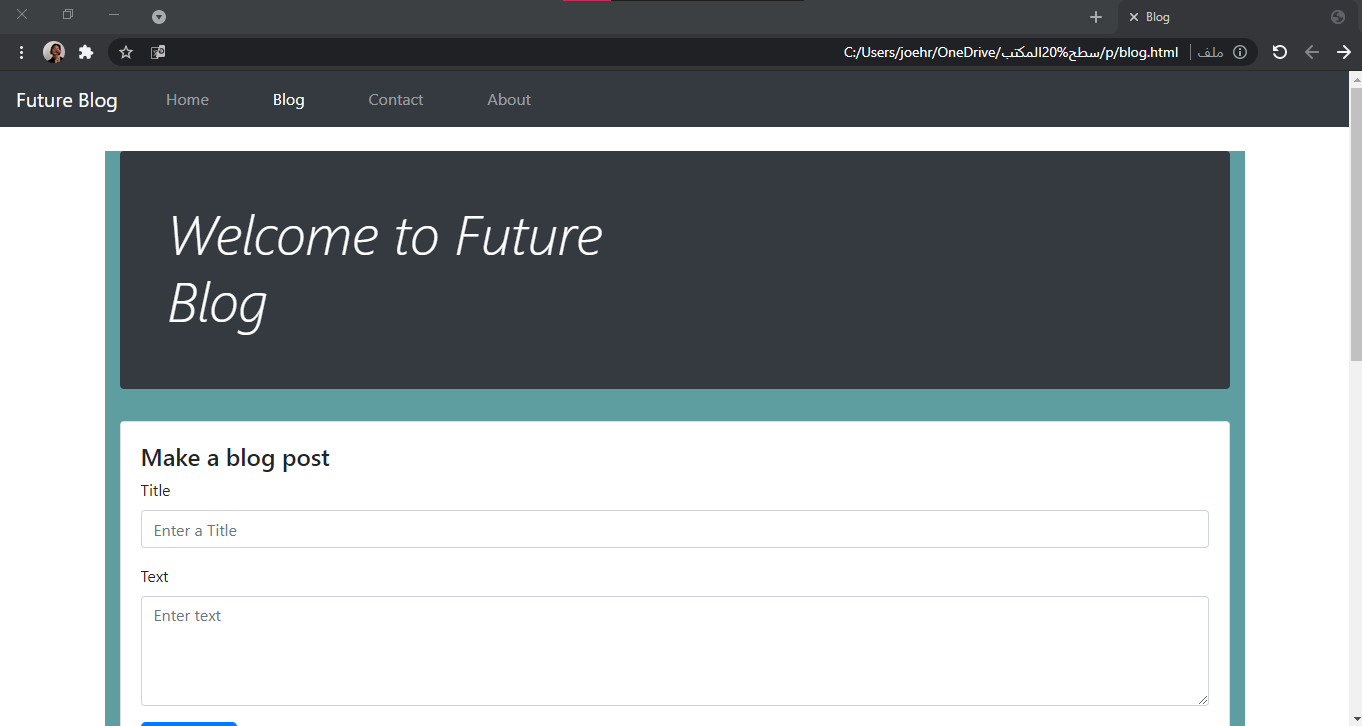 Blog
C:/Users/joehr/OneDrive/سطح%20المكتب/p/blog.html
ملف
Future Blog Home Blog Contact About
Welcome to Future
Blog
Make a blog post
Title
Enter a Title
Text
Enter text